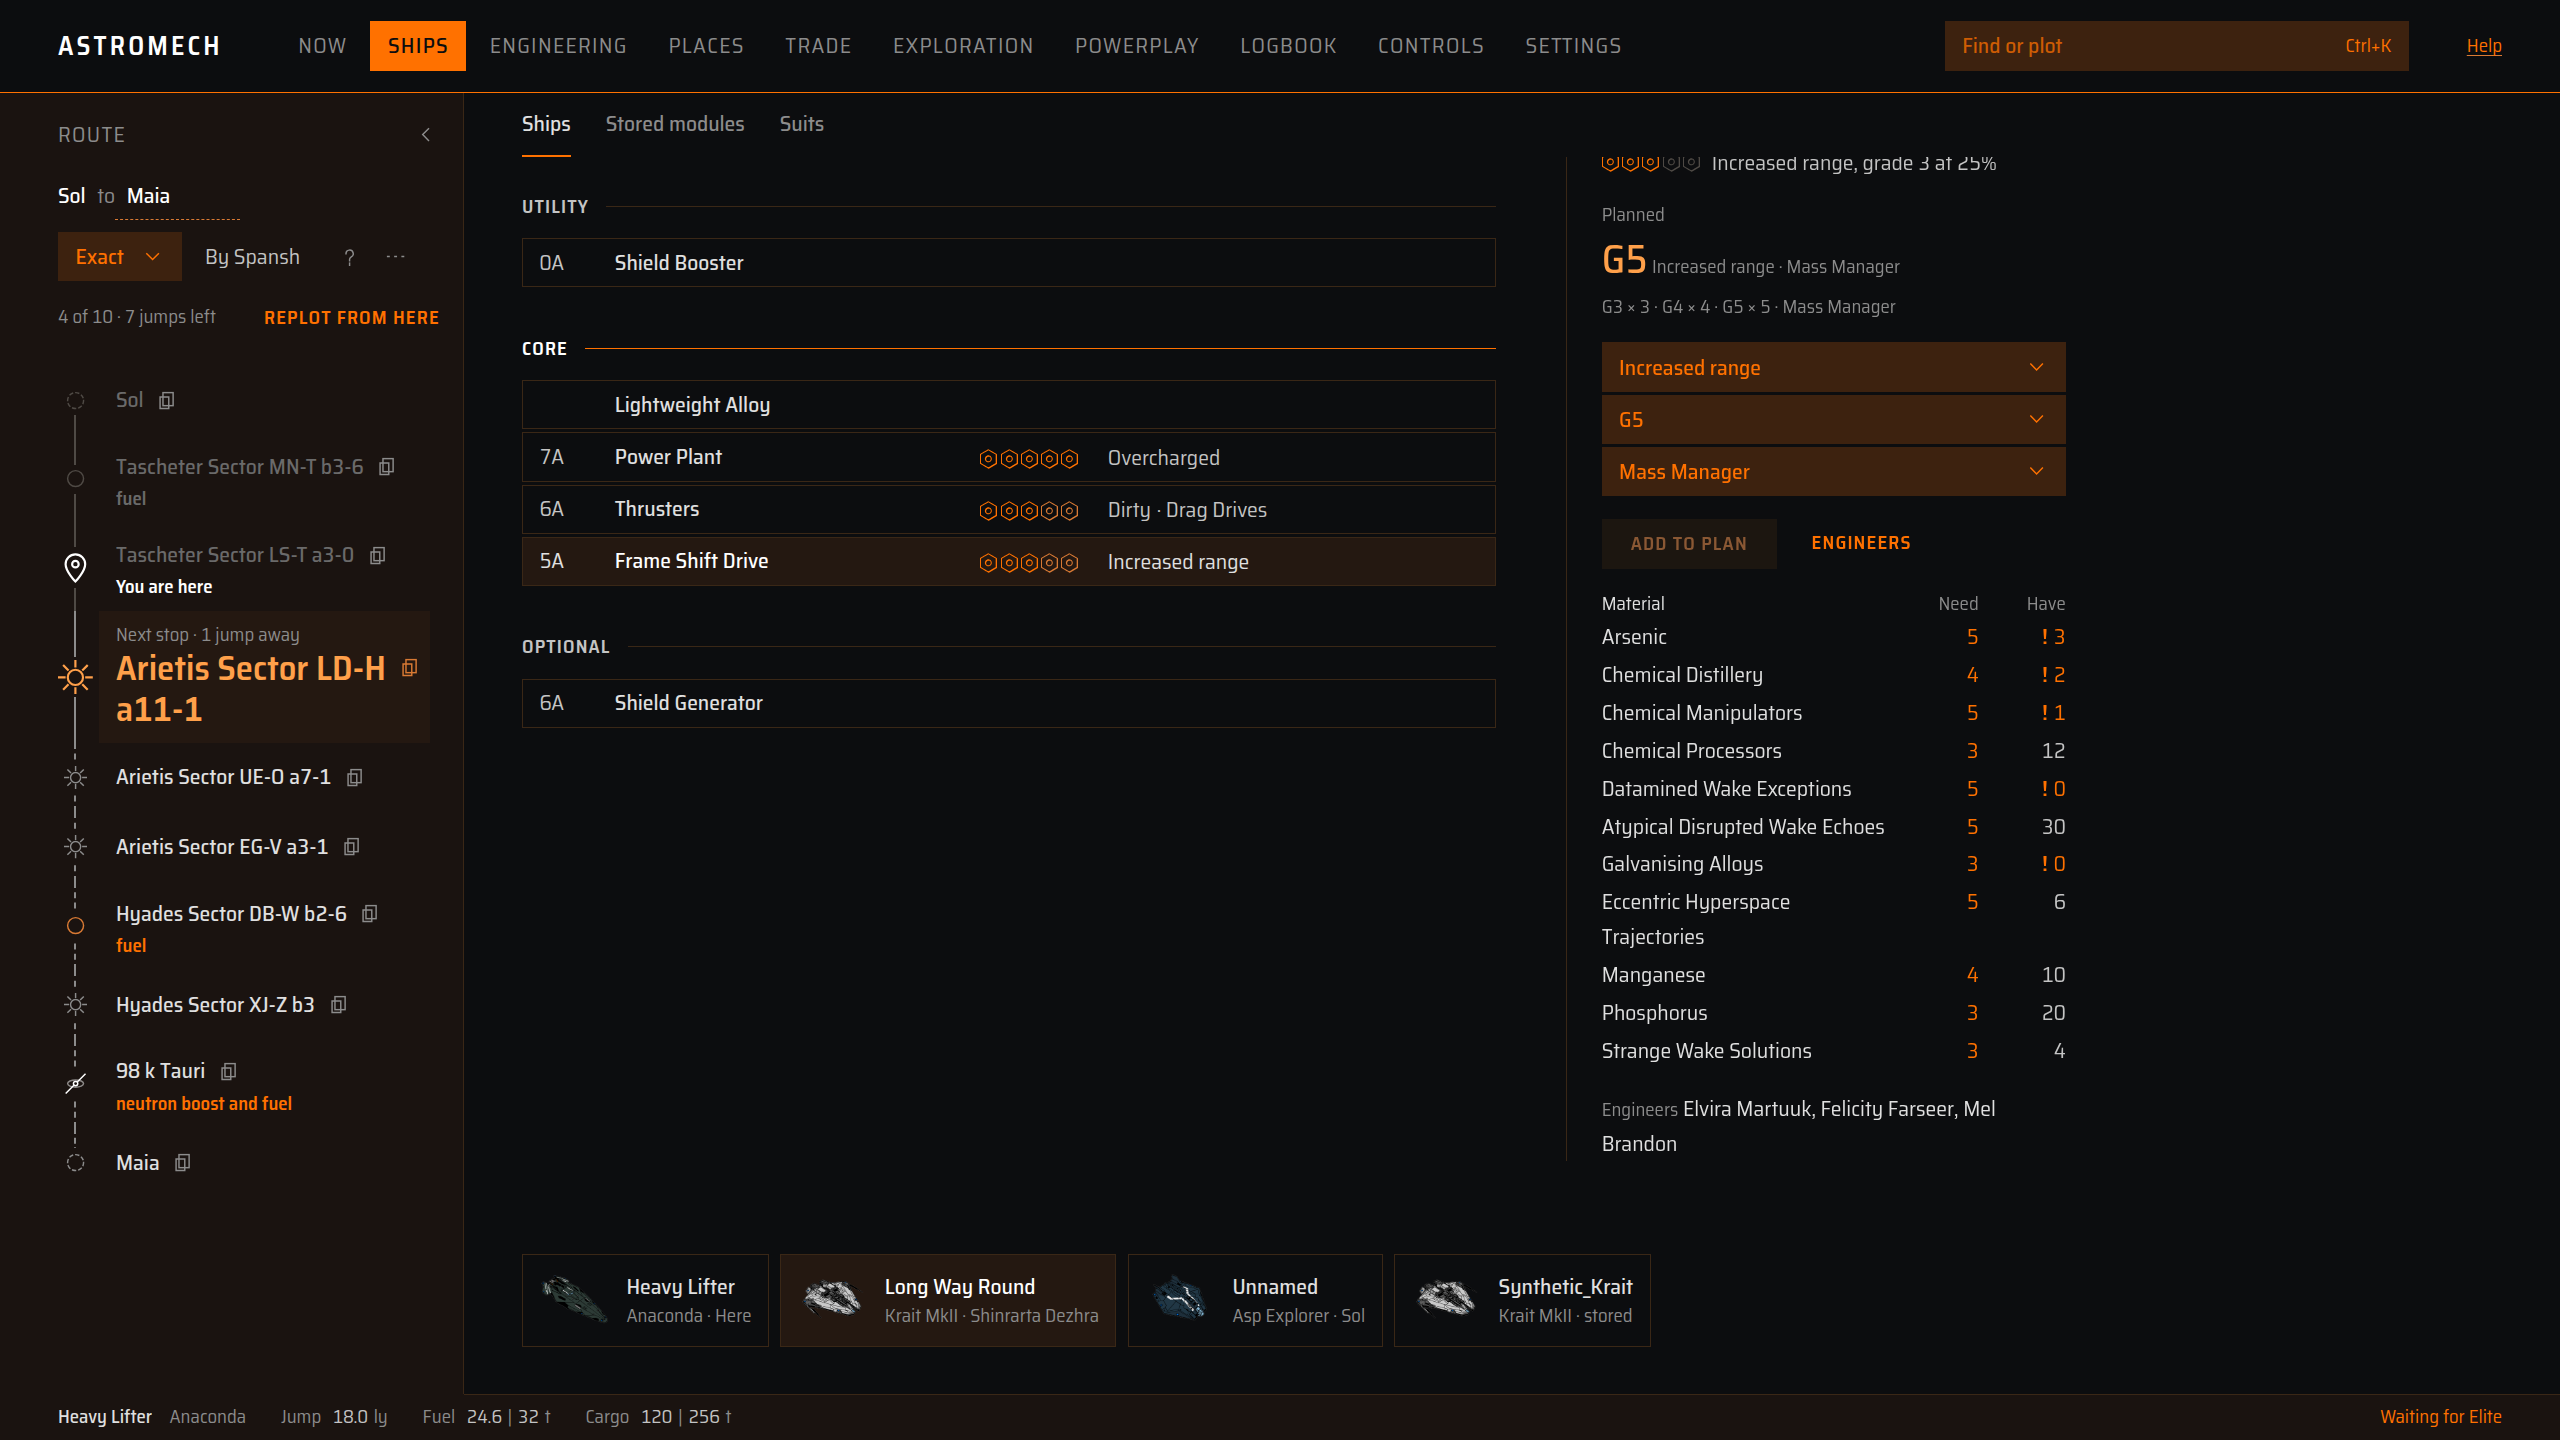 ASTROMECH
NOW
SHIPS
ENGINEERING
PLACES
TRADE
EXPLORATION
POWERPLAY
LOGBOOK
CONTROLS
SETTINGS
Find or plot
Ctrl+K
Help
ROUTE
Sol to Maia
Exact
By Spansh
?
4 of 10 · 7 jumps left
REPLOT FROM HERE
Sol
Tascheter Sector MN-T b3-6
fuel
Tascheter Sector LS-T a3-0
You are here
Next stop · 1 jump away
Arietis Sector LD-H
a11-1
Arietis Sector UE-O a7-1
Arietis Sector EG-V a3-1
Hyades Sector DB-W b2-6
fuel
Hyades Sector XJ-Z b3
98 k Tauri
neutron boost and fuel
Maia
Ships
Stored modules
Suits
UTILITY
0A Shield Booster
CORE
Lightweight Alloy
7A Power Plant Overcharged
6A Thrusters Dirty · Drag Drives
5A Frame Shift Drive Increased range
OPTIONAL
6A Shield Generator
Increased range, grade 3 at 25%
Planned
G5 Increased range · Mass Manager
G3 × 3 · G4 × 4 · G5 × 5 · Mass Manager
Increased range
G5
Mass Manager
ADD TO PLAN
ENGINEERS
Material Need Have
Arsenic 5 ! 3
Chemical Distillery 4 ! 2
Chemical Manipulators 5 ! 1
Chemical Processors 3 12
Datamined Wake Exceptions 5 ! 0
Atypical Disrupted Wake Echoes 5 30
Galvanising Alloys 3 ! 0
Eccentric Hyperspace 5 6
Trajectories
Manganese 4 10
Phosphorus 3 20
Strange Wake Solutions 3 4
Engineers Elvira Martuuk, Felicity Farseer, Mel
Brandon
Heavy Lifter
Anaconda · Here
Long Way Round
Krait MkII · Shinrarta Dezhra
Unnamed
Asp Explorer · Sol
Synthetic_Krait
Krait MkII · stored
Heavy Lifter Anaconda Jump 18.0 ly Fuel 24.6 | 32 t Cargo 120 | 256 t
Waiting for Elite